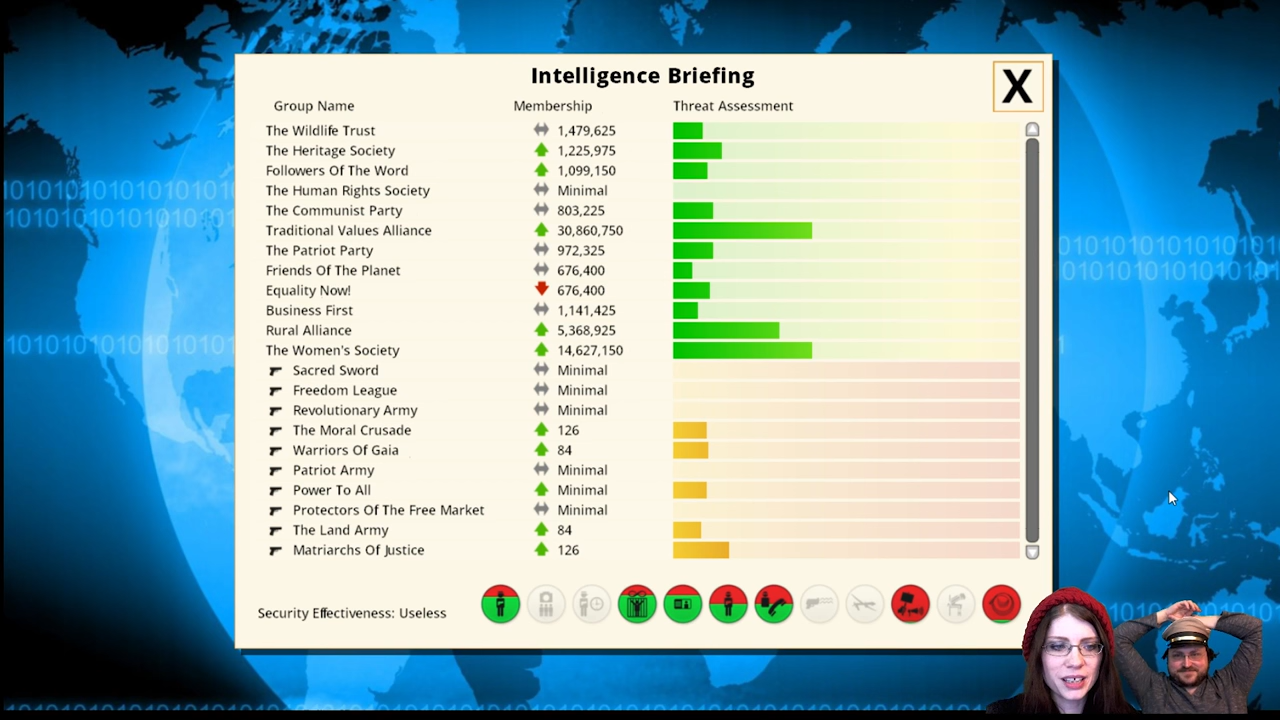 Intelligence Briefing
X
Group Name Membership Threat Assessment
The Wildlife Trust 1,479,625
The Heritage Society 1,225,975
Followers Of The Word 1,099,150
The Human Rights Society Minimal
The Communist Party 803,225
Traditional Values Alliance 30,860,750
The Patriot Party 972,325
Friends Of The Planet 676,400
Equality Now! 676,400
Business First 1,141,425
Rural Alliance 5,368,925
The Women's Society 14,627,150
Sacred Sword Minimal
Freedom League Minimal
Revolutionary Army Minimal
The Moral Crusade 126
Warriors Of Gaia 84
Patriot Army Minimal
Power To All Minimal
Protectors Of The Free Market Minimal
The Land Army 84
Matriarchs Of Justice 126
Security Effectiveness: Useless